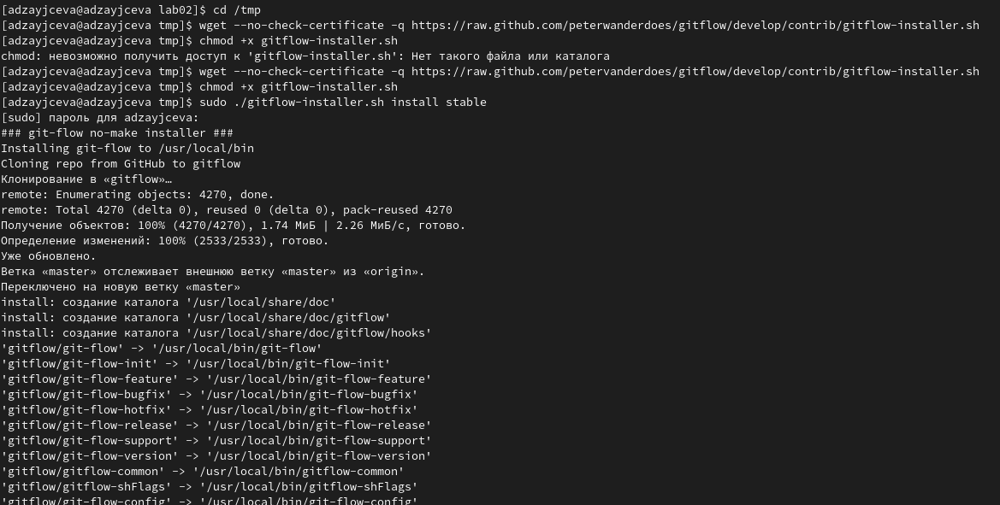 [adzayjceva@adzayjceva lab02]$ cd /tmp
[adzayjceva@adzayjceva tmp]$ wget --no-check-certificate -q https://raw.github.com/peterwanderdoes/gitflow/develop/contrib/gitflow-installer.sh
[adzayjceva@adzayjceva tmp]$ chmod +x gitflow-installer.sh
chmod: невозможно получить доступ к 'gitflow-installer.sh': Нет такого файла или каталога
[adzayjceva@adzayjceva tmp]$ wget --no-check-certificate -q https://raw.github.com/petervanderdoes/gitflow/develop/contrib/gitflow-installer.sh
[adzayjceva@adzayjceva tmp]$ chmod +x gitflow-installer.sh
[adzayjceva@adzayjceva tmp]$ sudo ./gitflow-installer.sh install stable
[sudo] пароль для adzayjceva:
### git-flow no-make installer ###
Installing git-flow to /usr/local/bin
Cloning repo from GitHub to gitflow
Клонирование в «gitflow»…
remote: Enumerating objects: 4270, done.
remote: Total 4270 (delta 0), reused 0 (delta 0), pack-reused 4270
Получение объектов: 100% (4270/4270), 1.74 МиБ | 2.26 МиБ/с, готово.
Определение изменений: 100% (2533/2533), готово.
Уже обновлено.
Ветка «master» отслеживает внешнюю ветку «master» из «origin».
Переключено на новую ветку «master»
install: создание каталога '/usr/local/share/doc'
install: создание каталога '/usr/local/share/doc/gitflow'
install: создание каталога '/usr/local/share/doc/gitflow/hooks'
'gitflow/git-flow' -> '/usr/local/bin/git-flow'
'gitflow/git-flow-init' -> '/usr/local/bin/git-flow-init'
'gitflow/git-flow-feature' -> '/usr/local/bin/git-flow-feature'
'gitflow/git-flow-bugfix' -> '/usr/local/bin/git-flow-bugfix'
'gitflow/git-flow-hotfix' -> '/usr/local/bin/git-flow-hotfix'
'gitflow/git-flow-release' -> '/usr/local/bin/git-flow-release'
'gitflow/git-flow-support' -> '/usr/local/bin/git-flow-support'
'gitflow/git-flow-version' -> '/usr/local/bin/git-flow-version'
'gitflow/gitflow-common' -> '/usr/local/bin/gitflow-common'
'gitflow/gitflow-shFlags' -> '/usr/local/bin/gitflow-shFlags'
'gitflow/git-flow-config' -> '/usr/local/bin/git-flow-config'